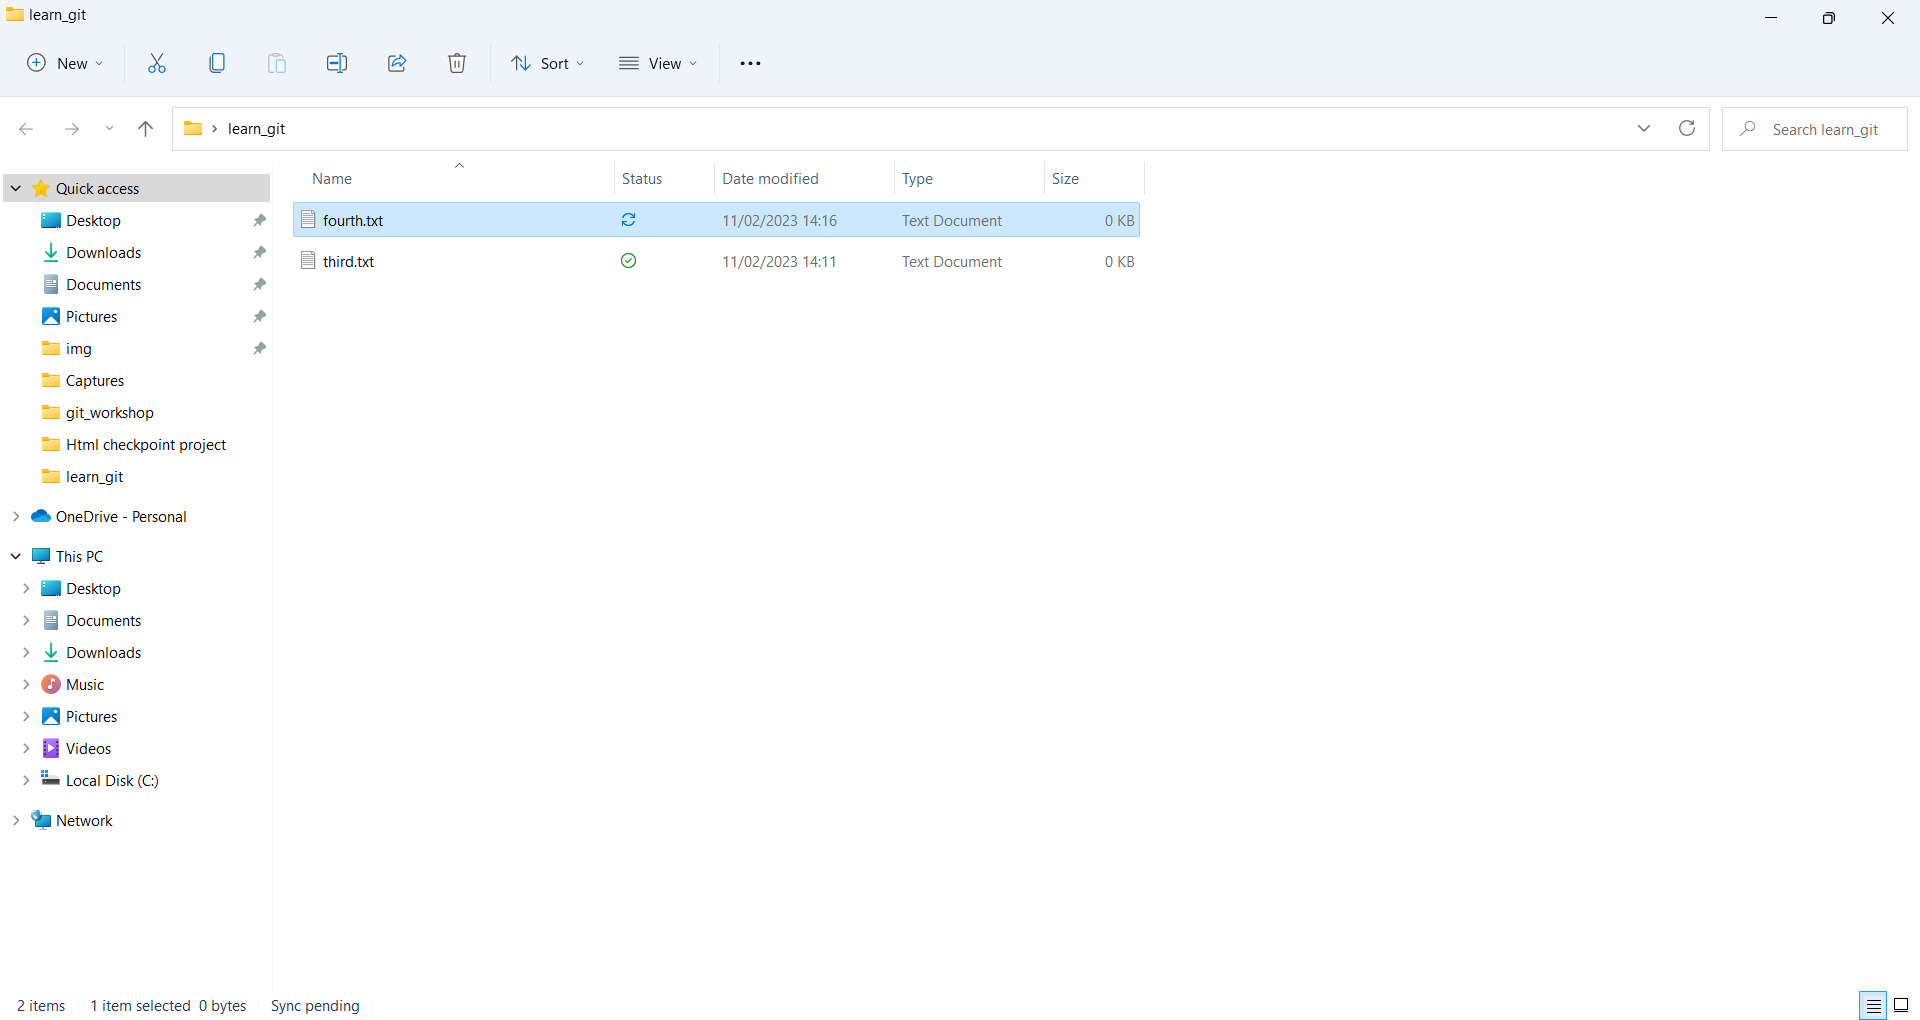 learn_git
New
Sort
View
learn_git
Search learn_git
Name Status Date modified Type Size
fourth.txt 11/02/2023 14:16 Text Document 0 KB
third.txt 11/02/2023 14:11 Text Document 0 KB
Quick access
Desktop
Downloads
Documents
Pictures
img
Captures
git_workshop
Html checkpoint project
learn_git
OneDrive - Personal
This PC
Desktop
Documents
Downloads
Music
Pictures
Videos
Local Disk (C:)
Network
2 items 1 item selected 0 bytes Sync pending